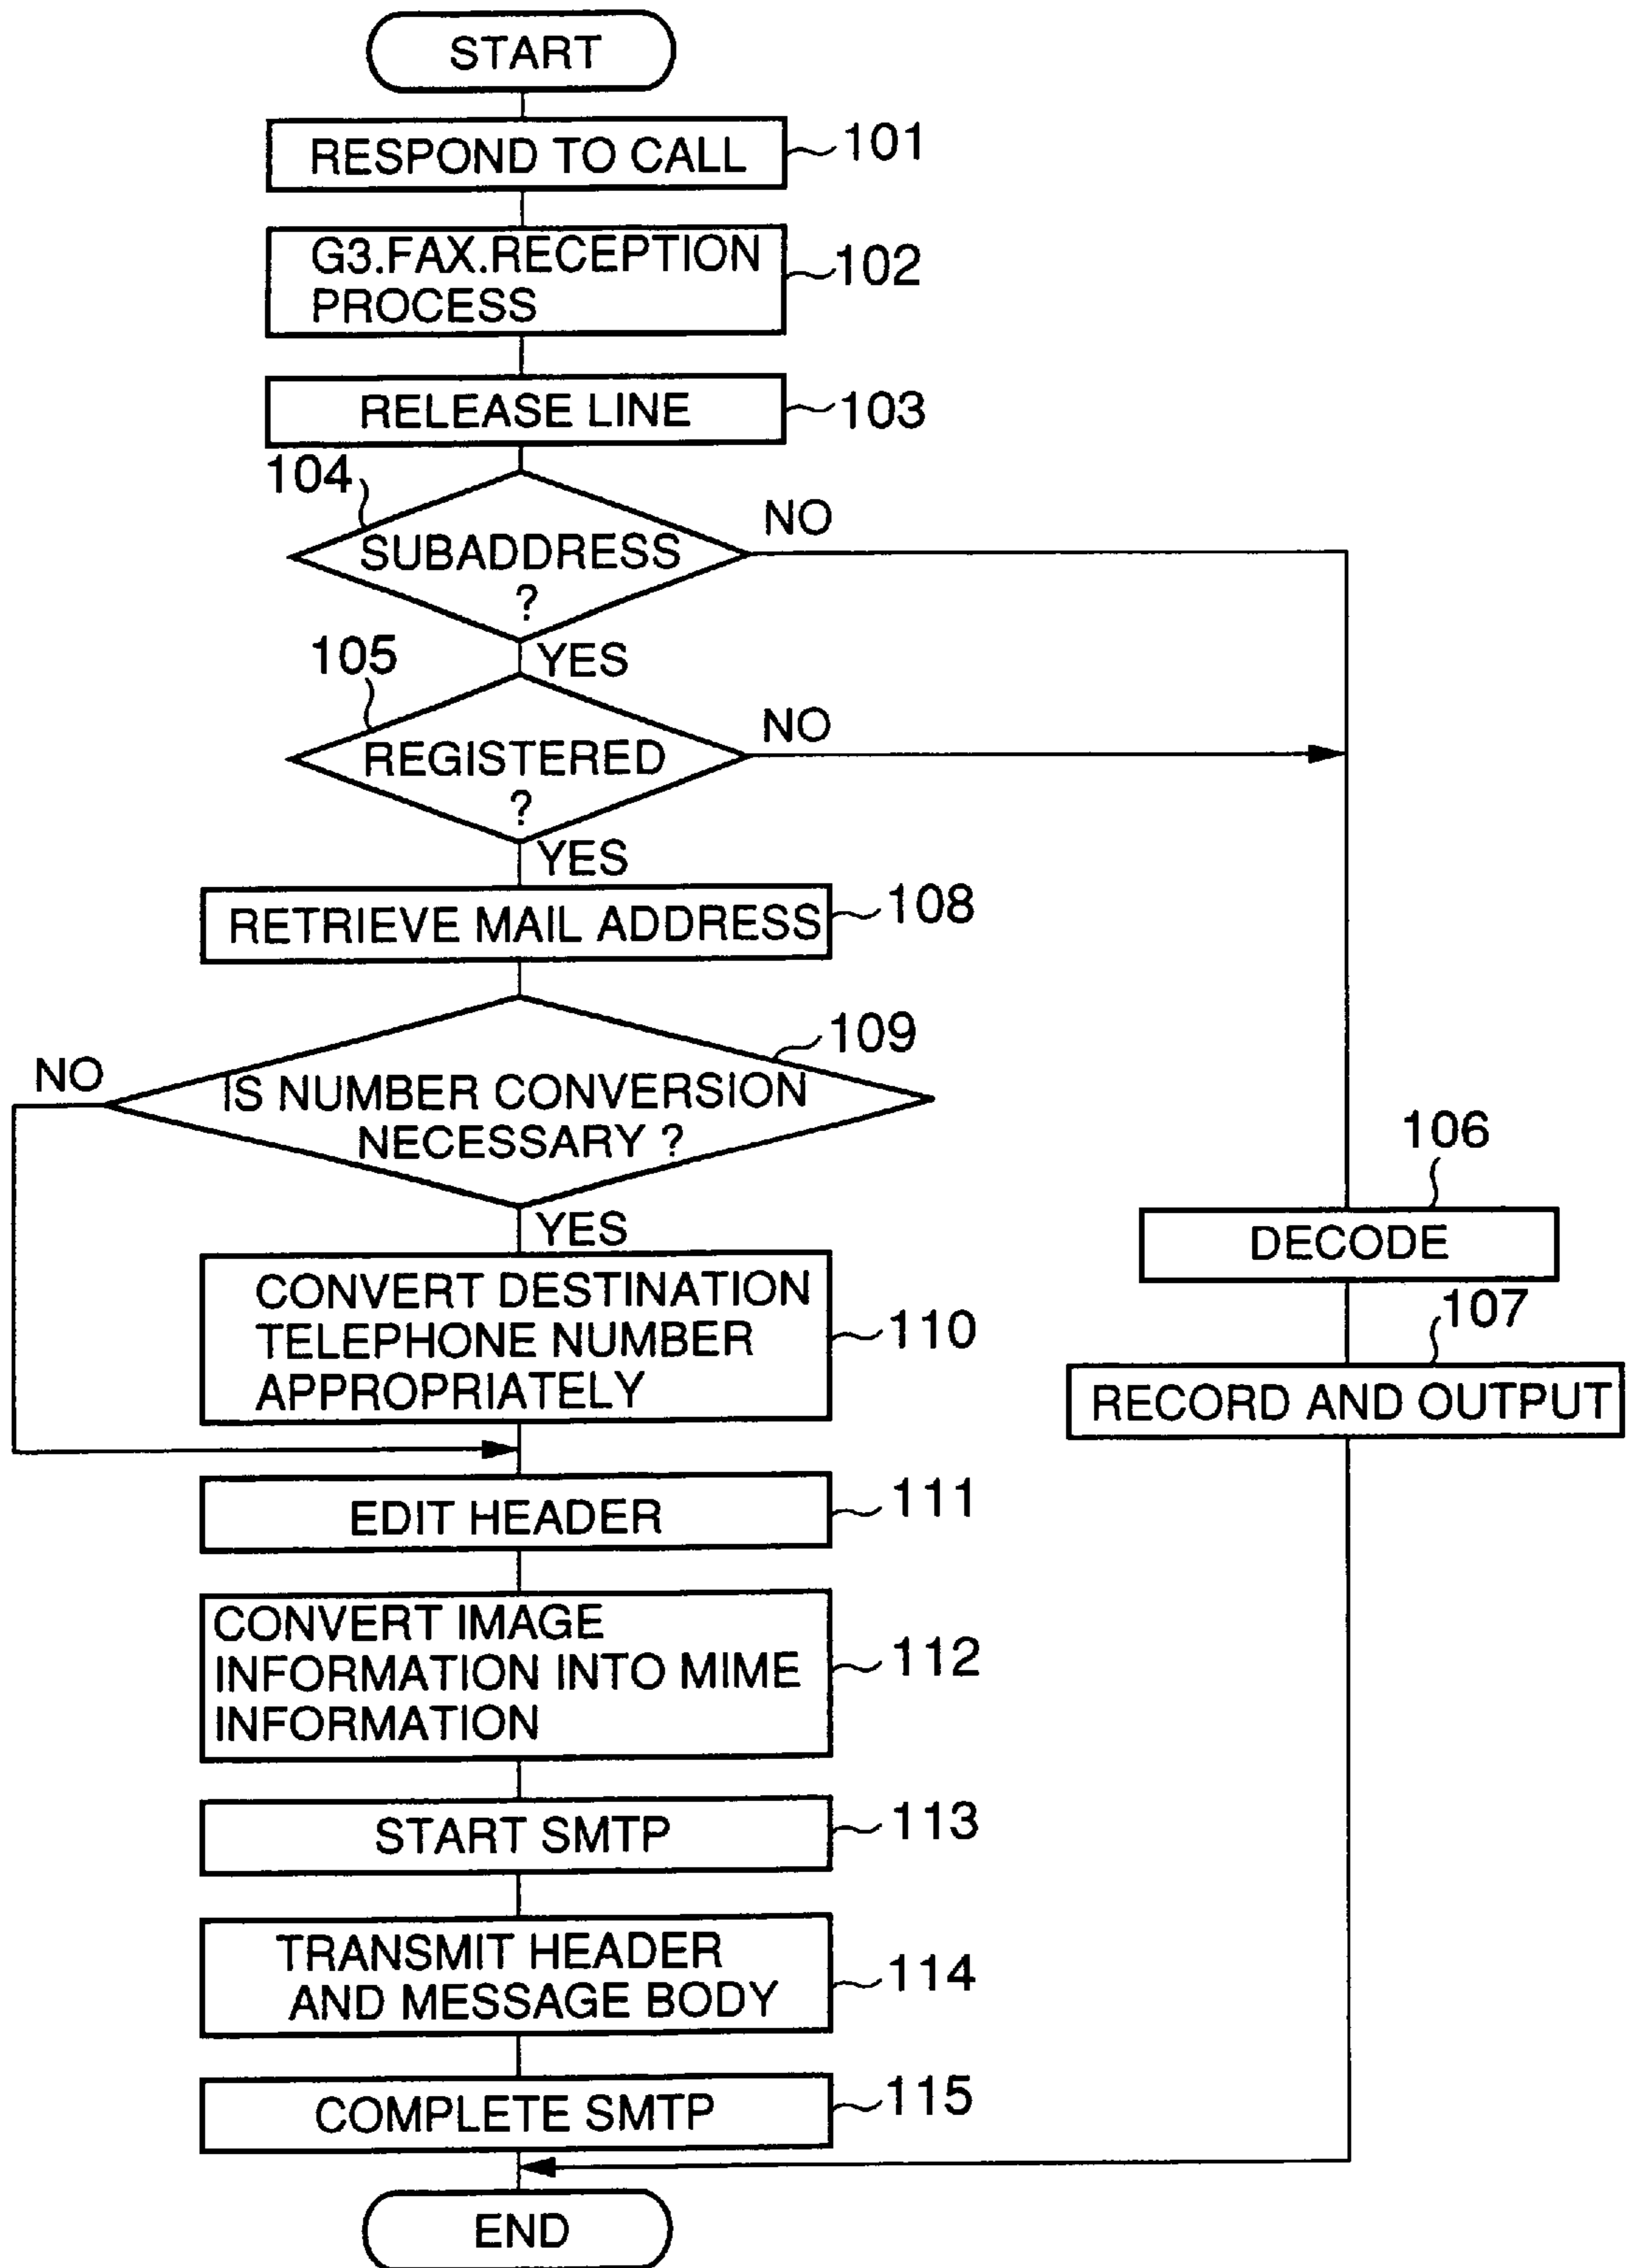 START
RESPOND TO CALL
101
G3.FAX.RECEPTION
PROCESS
102
RELEASE LINE
103
104
SUBADDRESS
?
NO
YES
105
REGISTERED
?
NO
YES
RETRIEVE MAIL ADDRESS
108
109
NO
IS NUMBER CONVERSION
NECESSARY ?
YES
106
DECODE
CONVERT DESTINATION
TELEPHONE NUMBER
APPROPRIATELY
110
107
RECORD AND OUTPUT
EDIT HEADER
111
CONVERT IMAGE
INFORMATION INTO MIME
INFORMATION
112
START SMTP
113
TRANSMIT HEADER
AND MESSAGE BODY
114
COMPLETE SMTP
115
END